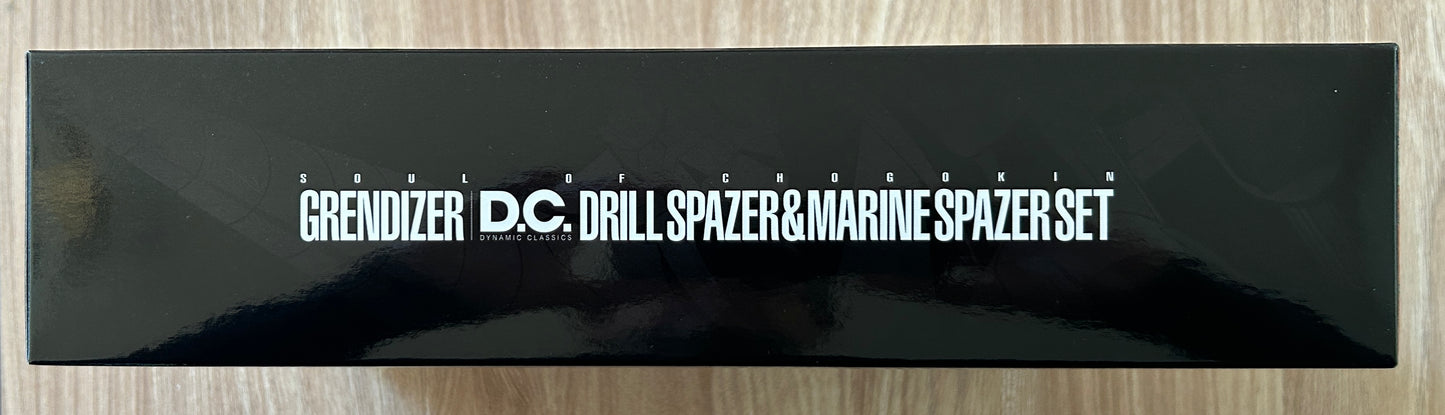 SOUL OF CHOGOKIN
GRENDIZER D.C. DRILL SPAZER&MARINE SPAZER SET
DYNAMIC CLASSICS